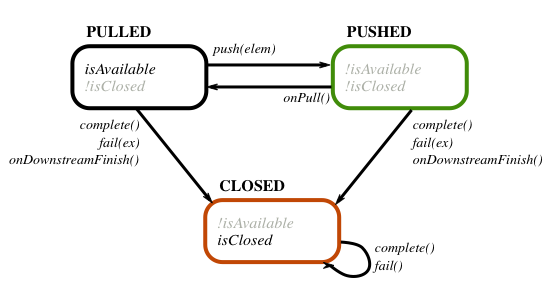 PULLED
PUSHED
push(elem)
isAvailable
!isClosed
!isAvailable
!isClosed
onPull()
complete()
fail(ex)
onDownstreamFinish()
complete()
fail(ex)
onDownstreamFinish()
CLOSED
!isAvailable
isClosed
complete()
fail()